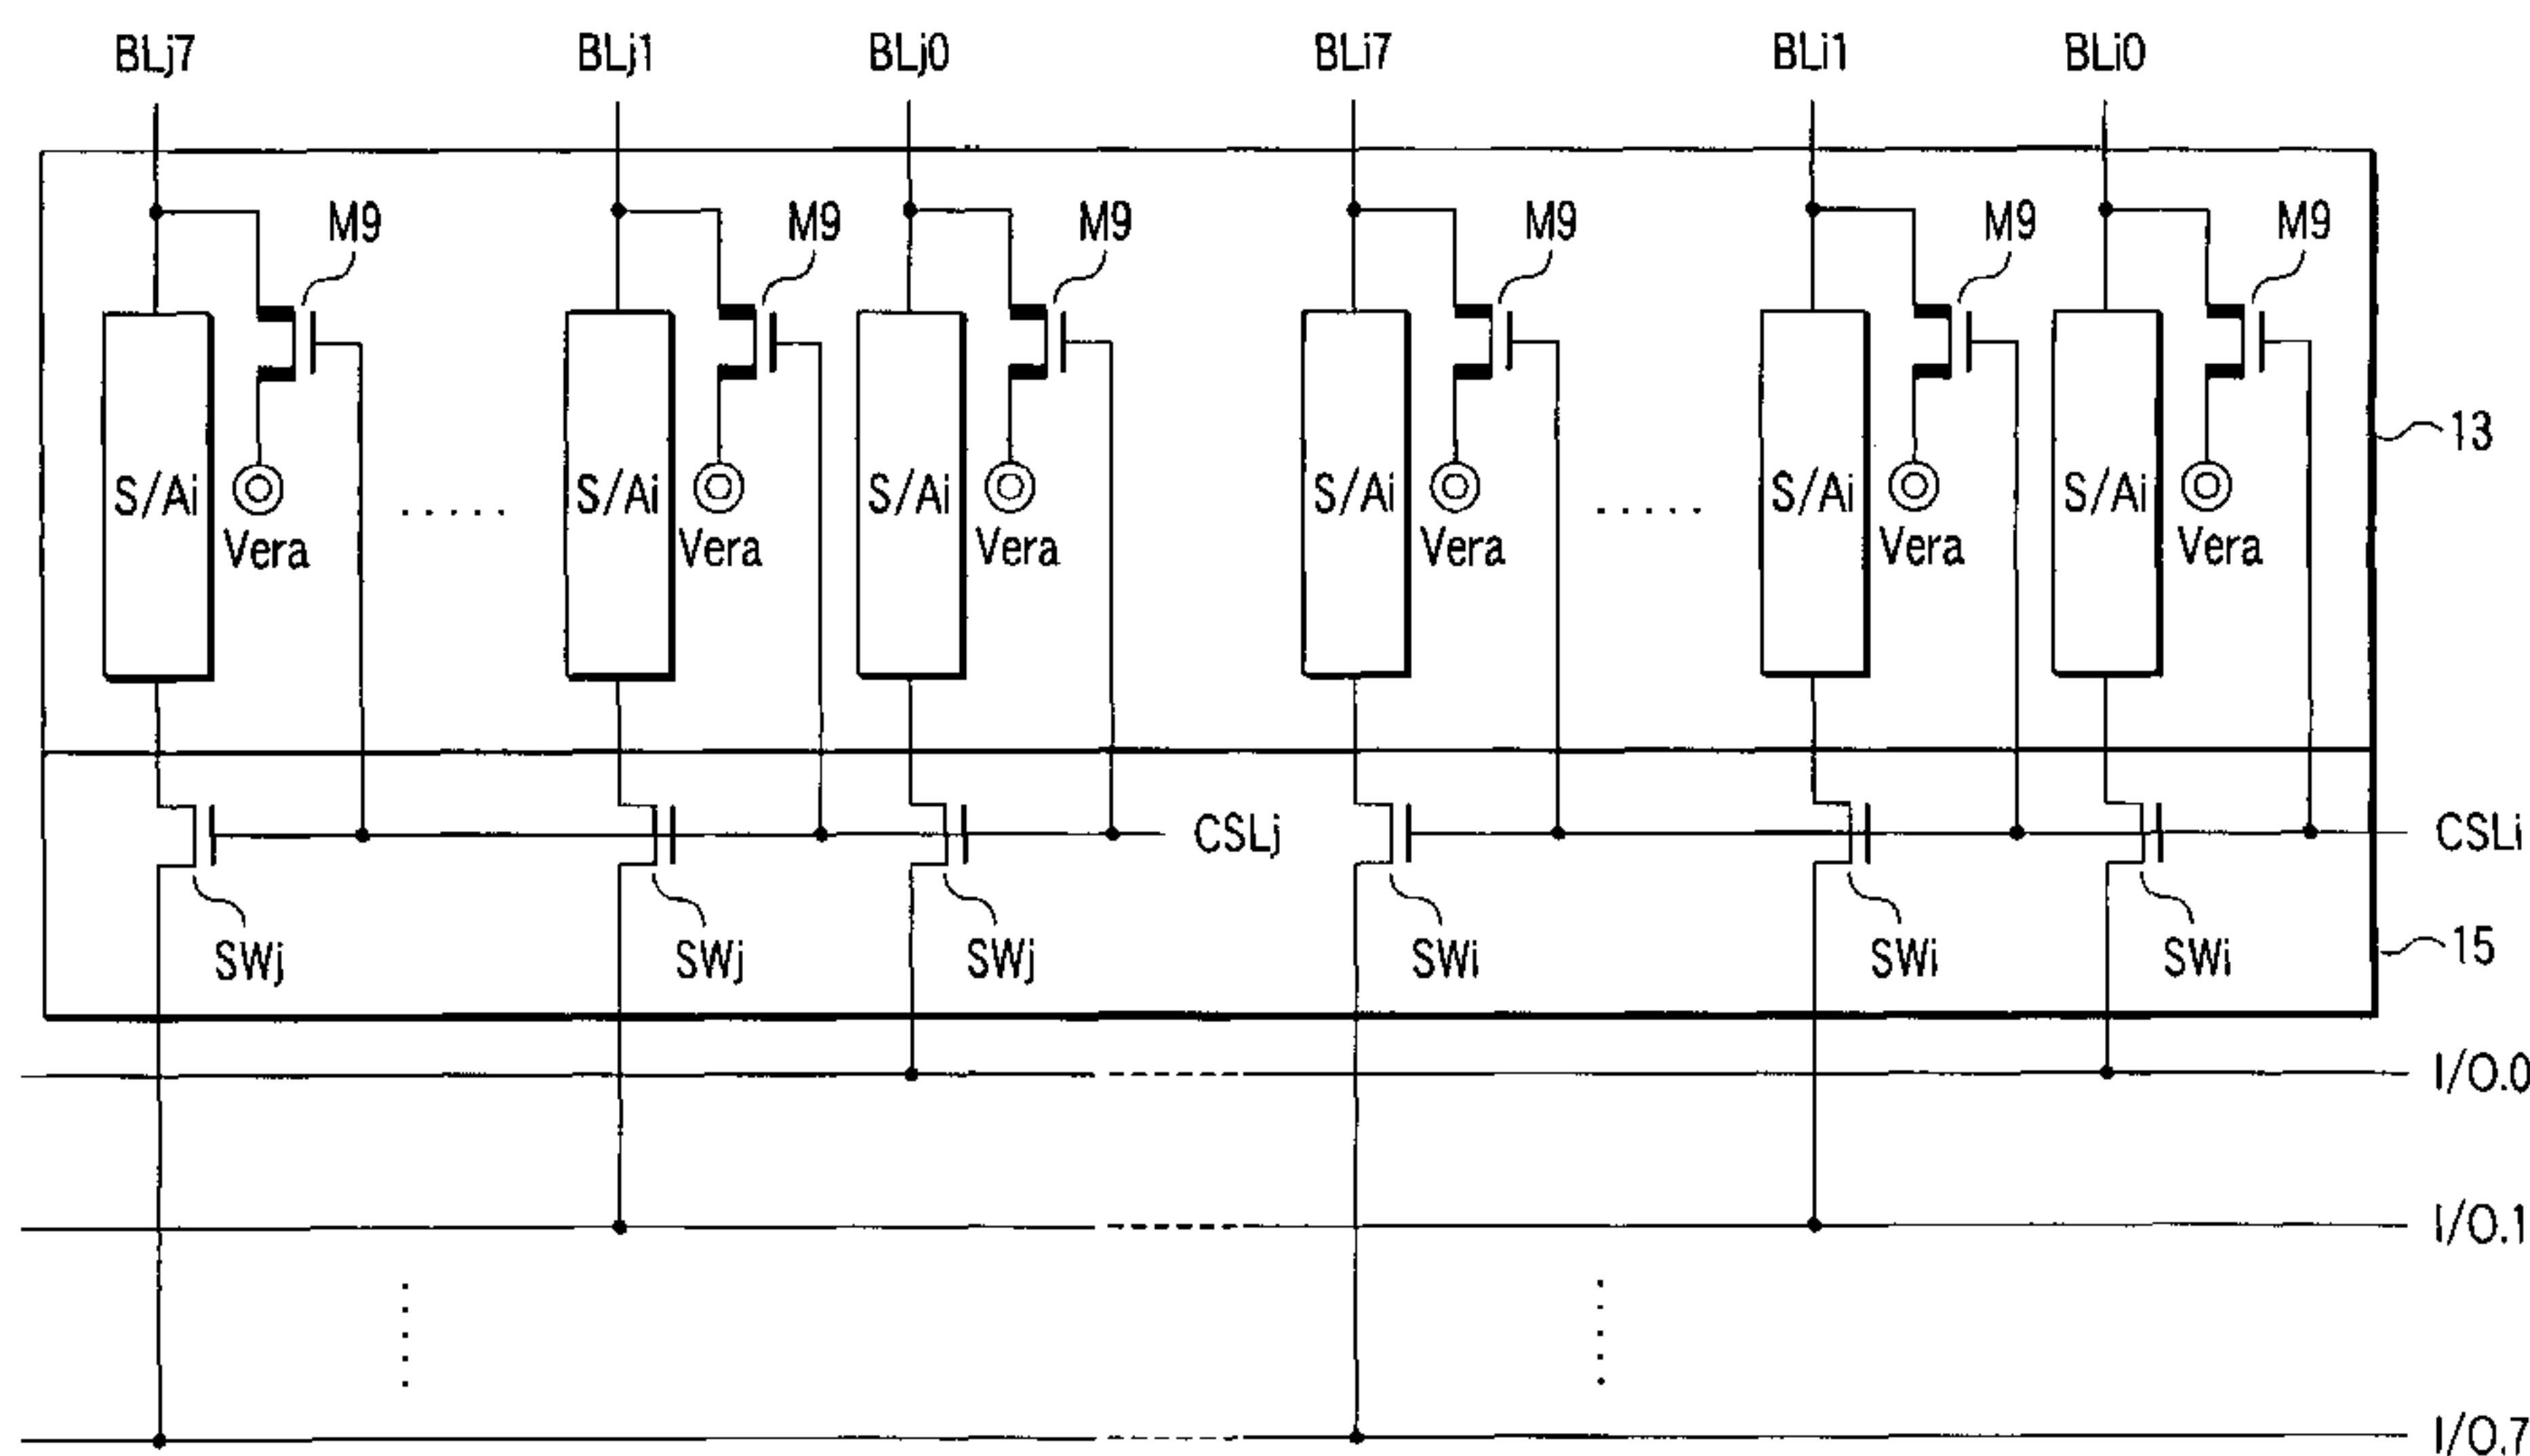 BLj7 BLj1 BLj0 BLi7 BLi1 BLi0
M9 M9 M9 M9 M9 M9
13
S/Ai S/Ai S/Ai S/Ai S/Ai S/Ai
Vera Vera Vera Vera Vera Vera
CSLj CSLi
SWj SWj SWj SWi SWi SWi
15
I/O.0
I/O.1
I/O.7